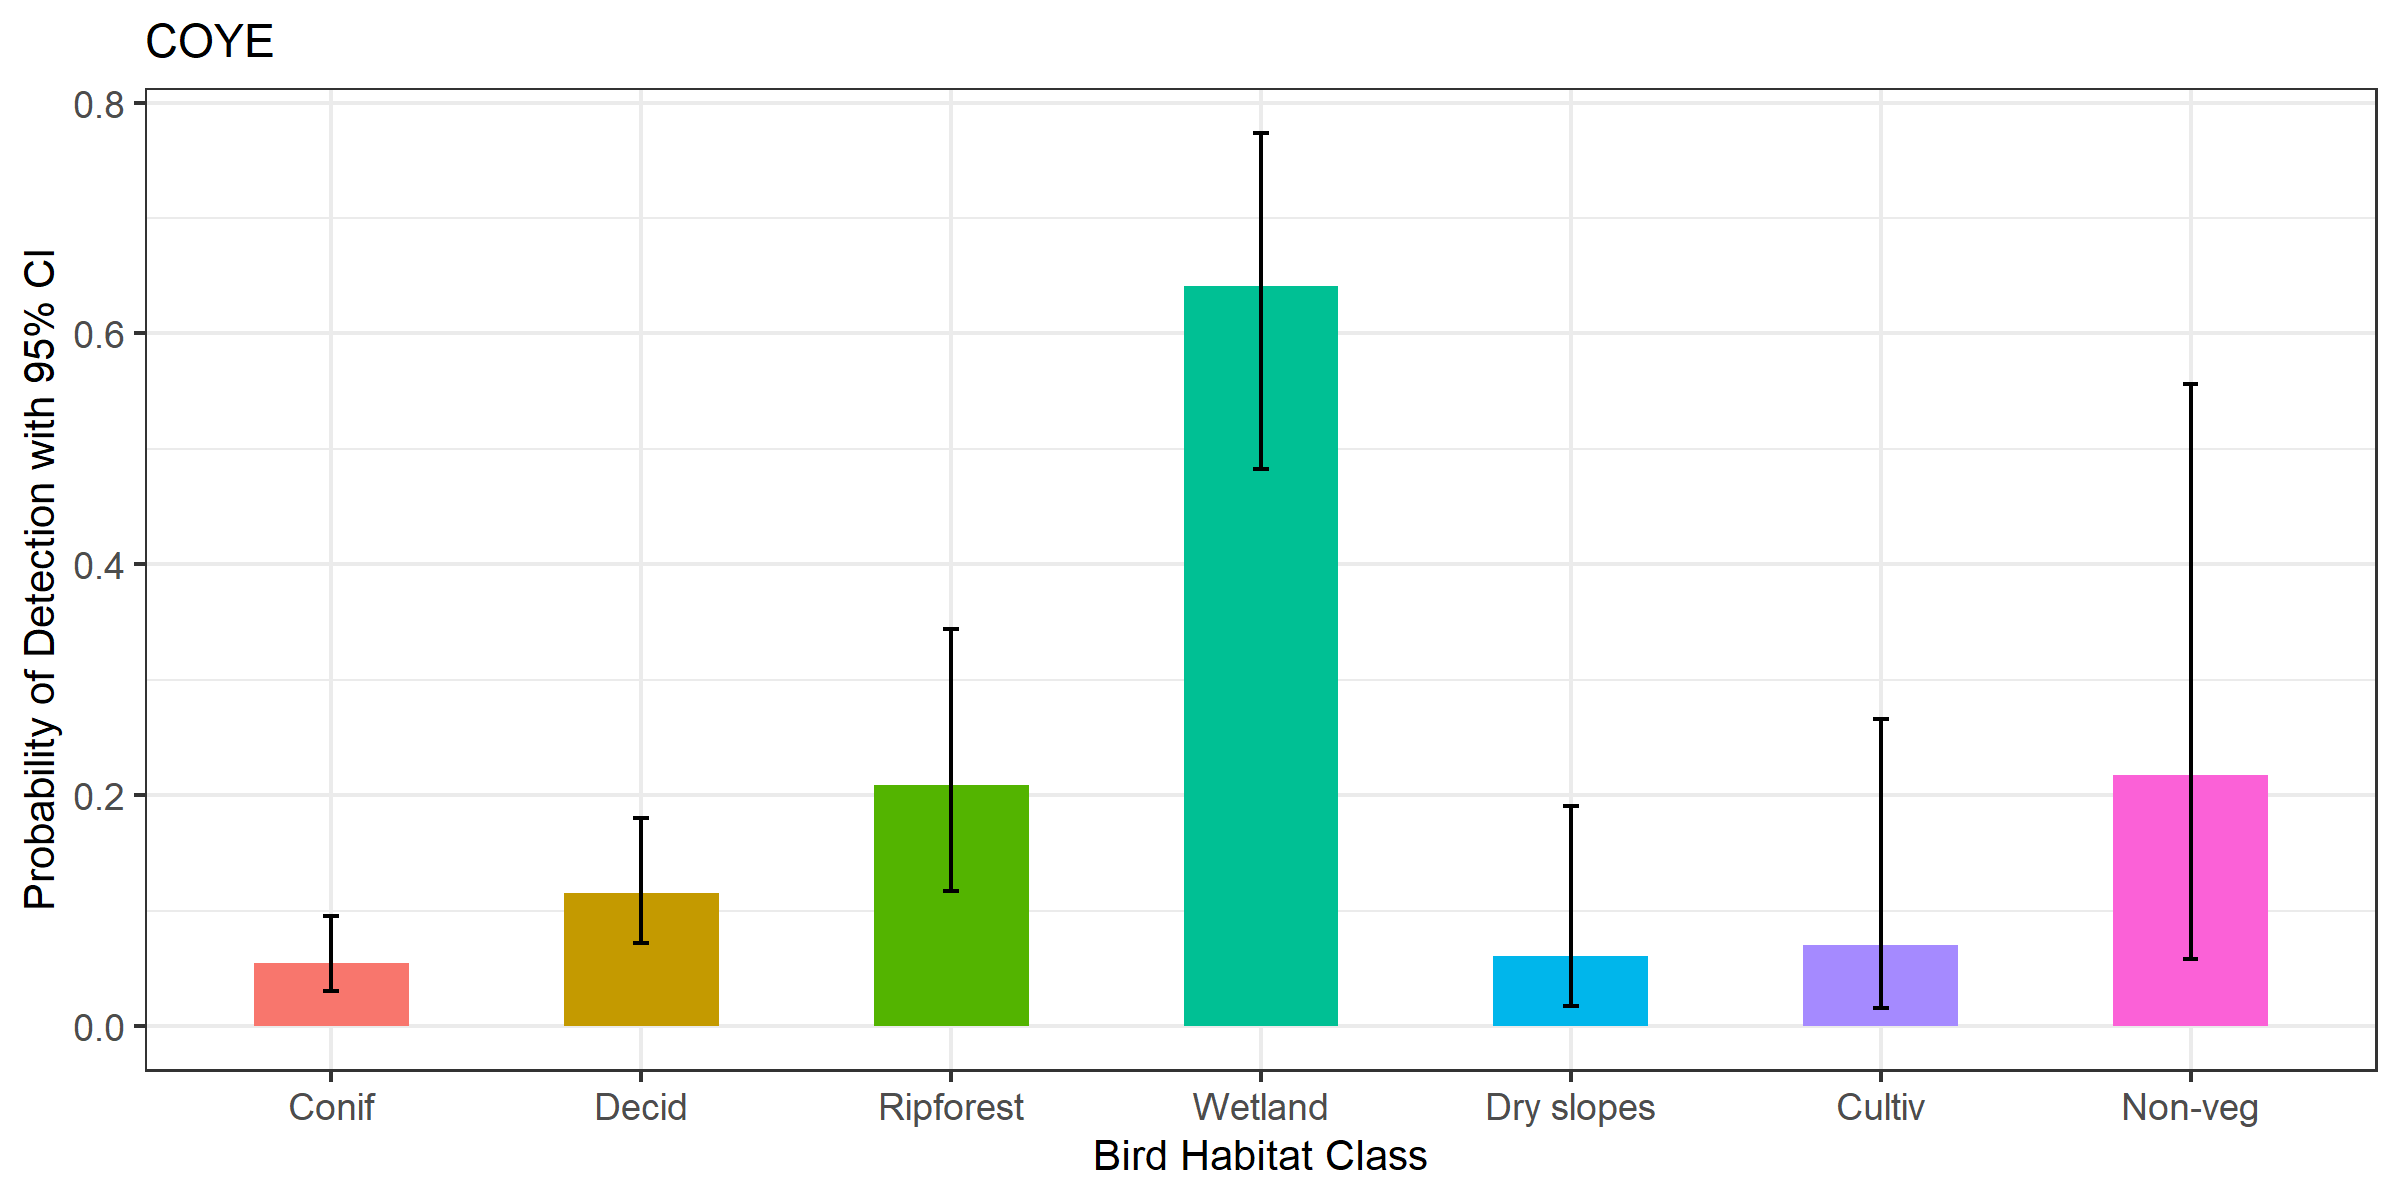 COYE
Probability of Detection with 95% CI
0.8
0.6
0.4
0.2
0.0
Conif Decid Ripforest Wetland Dry slopes Cultiv Non-veg
Bird Habitat Class